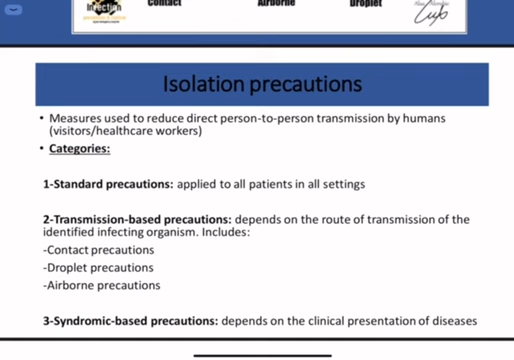 Infection
Contact
Airborne
Droplet
Isolation precautions
• Measures used to reduce direct person-to-person transmission by humans
(visitors/healthcare workers)
• Categories:
1-Standard precautions: applied to all patients in all settings
2-Transmission-based precautions: depends on the route of transmission of the
identified infecting organism. Includes:
-Contact precautions
-Droplet precautions
-Airborne precautions
3-Syndromic-based precautions: depends on the clinical presentation of diseases